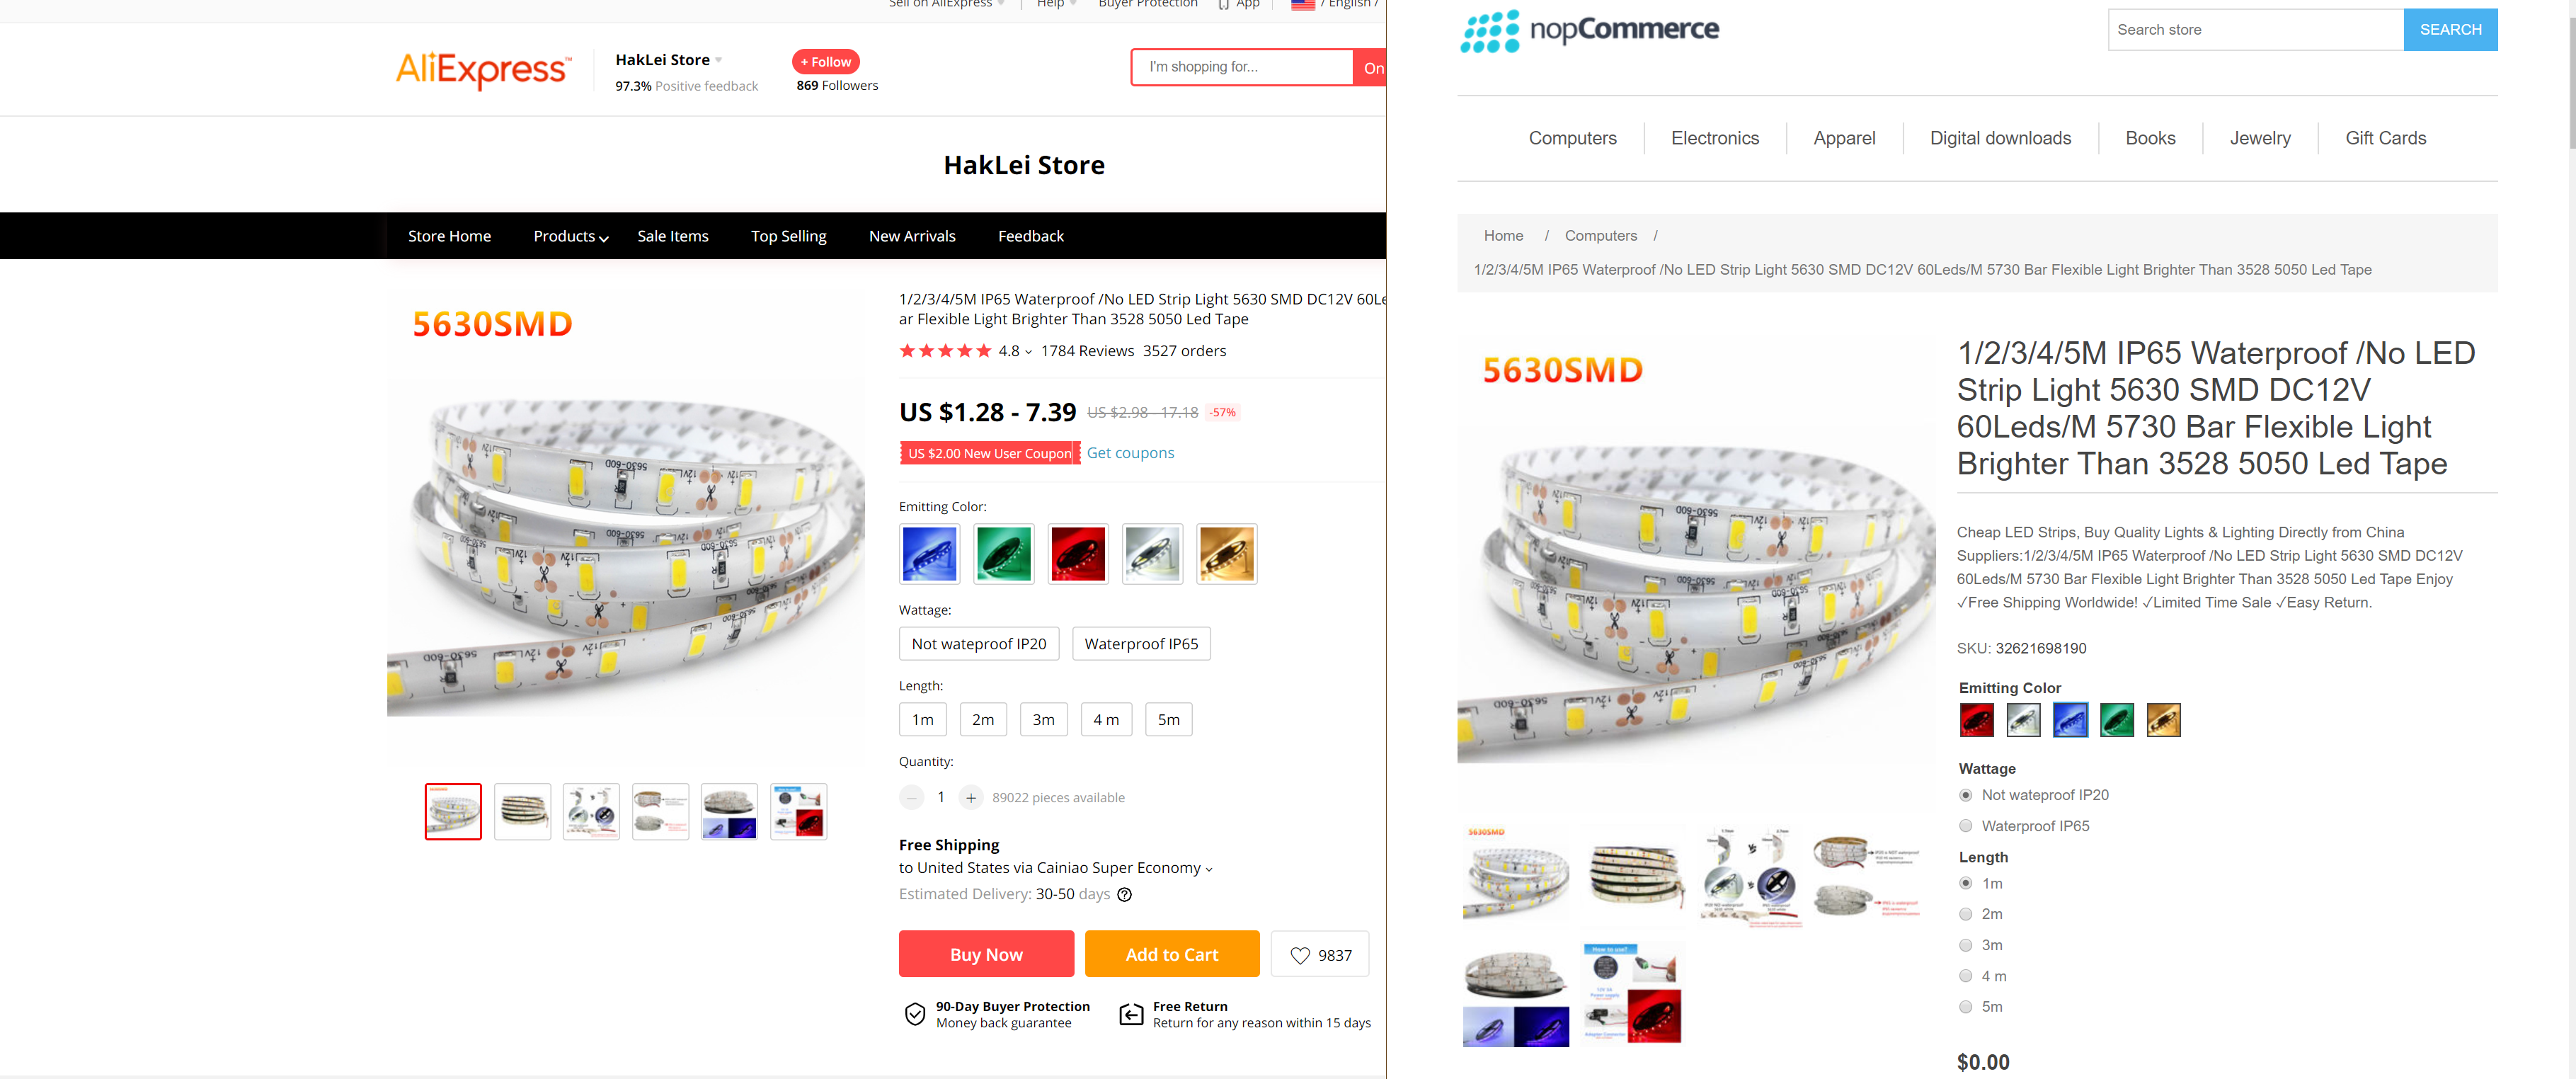 Sell on AliExpress
Help
Buyer Protection
App
/ English /
AliExpress™
HakLei Store
97.3% Positive feedback
+ Follow
869 Followers
I'm shopping for...
On
HakLei Store
Store Home
Products
Sale Items
Top Selling
New Arrivals
Feedback
5630SMD
1/2/3/4/5M IP65 Waterproof /No LED Strip Light 5630 SMD DC12V 60Le
ar Flexible Light Brighter Than 3528 5050 Led Tape
4.8 1784 Reviews 3527 orders
US $1.28 - 7.39 US $2.98 - 17.18 -57%
US $2.00 New User Coupon Get coupons
Emitting Color:
Wattage:
Not wateproof IP20
Waterproof IP65
Length:
1m
2m
3m
4 m
5m
Quantity:
1
+
89022 pieces available
Free Shipping
to United States via Cainiao Super Economy
Estimated Delivery: 30-50 days
Buy Now
Add to Cart
9837
90-Day Buyer Protection
Money back guarantee
Free Return
Return for any reason within 15 days
nopCommerce
Search store
SEARCH
Computers
Electronics
Apparel
Digital downloads
Books
Jewelry
Gift Cards
Home / Computers /
1/2/3/4/5M IP65 Waterproof /No LED Strip Light 5630 SMD DC12V 60Leds/M 5730 Bar Flexible Light Brighter Than 3528 5050 Led Tape
5630SMD
1/2/3/4/5M IP65 Waterproof /No LED
Strip Light 5630 SMD DC12V
60Leds/M 5730 Bar Flexible Light
Brighter Than 3528 5050 Led Tape
Cheap LED Strips, Buy Quality Lights & Lighting Directly from China
Suppliers:1/2/3/4/5M IP65 Waterproof /No LED Strip Light 5630 SMD DC12V
60Leds/M 5730 Bar Flexible Light Brighter Than 3528 5050 Led Tape Enjoy
✓Free Shipping Worldwide! ✓Limited Time Sale ✓Easy Return.
SKU: 32621698190
Emitting Color
Wattage
Not wateproof IP20
Waterproof IP65
Length
1m
2m
3m
4 m
5m
5630SMD
How to use?
$0.00